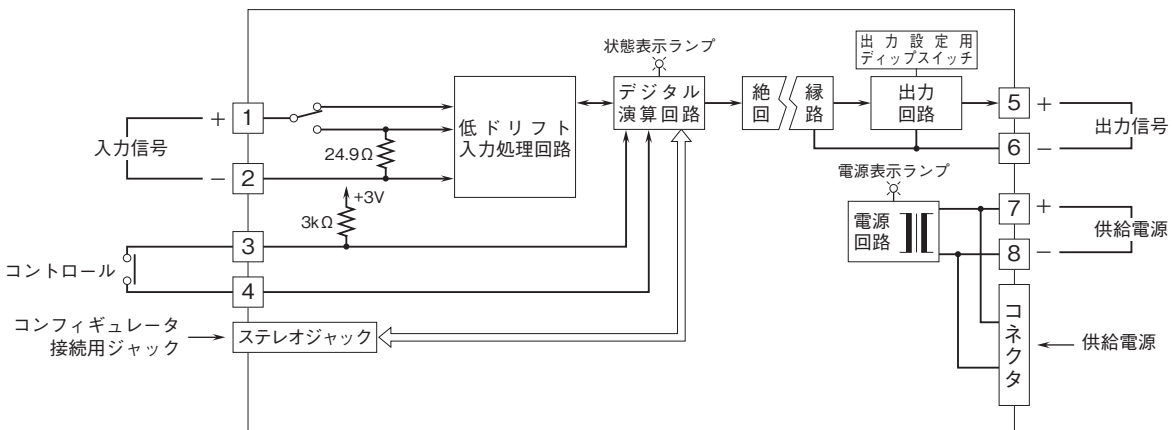 状態表示ランプ
出力設定用
ディップスイッチ
入力信号
+
1
−
2
24.9Ω
低ドリフト
入力処理回路
デジタル
演算回路
絶縁
回路
出力
回路
5
+
出力信号
6
−
+3V
3kΩ
電源表示ランプ
電源
回路
7
+
供給電源
8
−
コントロール
3
4
コンフィギュレータ
接続用ジャック
ステレオジャック
コネクタ
供給電源